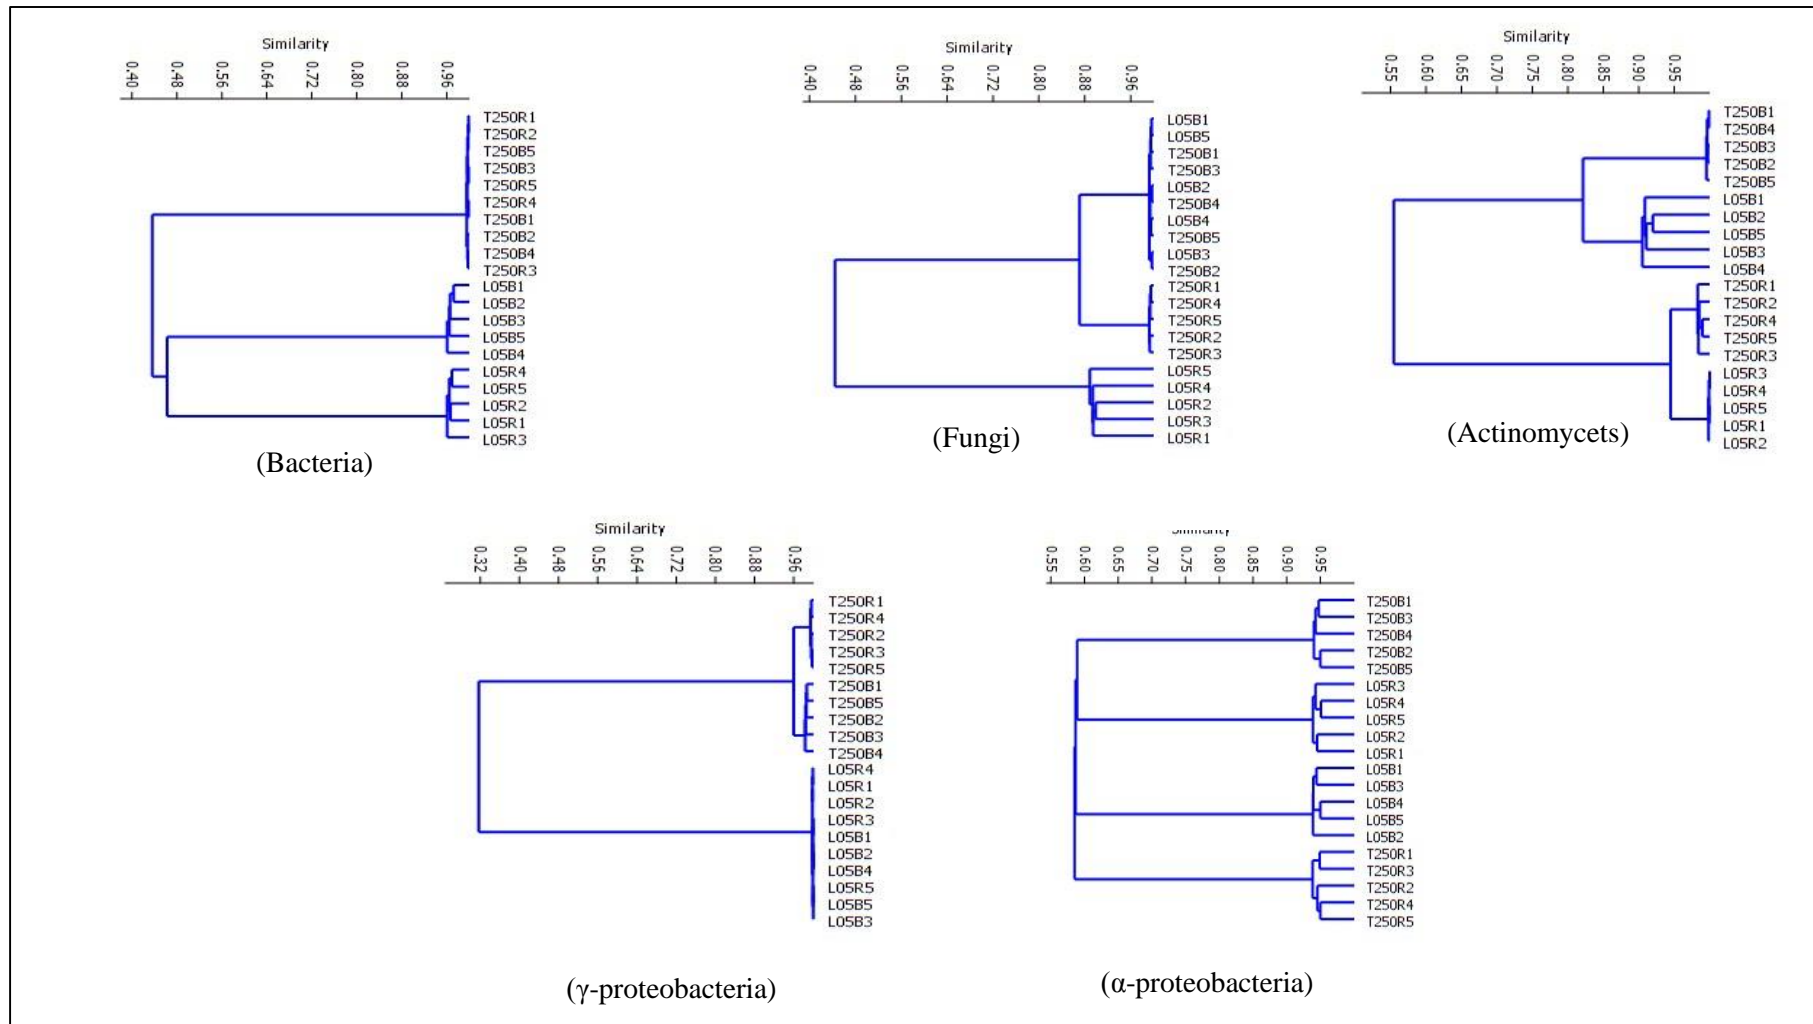 Similarity
0.40 0.48 0.56 0.64 0.72 0.80 0.88 0.96
T250R1
T250R2
T250B5
T250B3
T250R5
T250R4
T250B1
T250B2
T250B4
T250R3
L05B1
L05B2
L05B3
L05B5
L05B4
L05R4
L05R5
L05R2
L05R1
L05R3
(Bacteria)
Similarity
0.40 0.48 0.56 0.64 0.72 0.80 0.88 0.96
L05B1
L05B5
T250B1
T250B3
L05B2
T250B4
L05B4
T250B5
L05B3
T250B2
T250R1
T250R4
T250R5
T250R2
T250R3
L05R5
L05R4
L05R2
L05R3
L05R1
(Fungi)
Similarity
0.55 0.60 0.65 0.70 0.75 0.80 0.85 0.90 0.95
T250B1
T250B4
T250B3
T250B2
T250B5
L05B1
L05B2
L05B5
L05B3
L05B4
T250R1
T250R2
T250R4
T250R5
T250R3
L05R3
L05R4
L05R5
L05R1
L05R2
(Actinomycets)
Similarity
0.32 0.40 0.48 0.56 0.64 0.72 0.80 0.88 0.96
T250R1
T250R4
T250R2
T250R3
T250R5
T250B1
T250B5
T250B2
T250B3
T250B4
L05R4
L05R1
L05R2
L05R3
L05B1
L05B2
L05B4
L05R5
L05B5
L05B3
(γ-proteobacteria)
Similarity
0.55 0.60 0.65 0.70 0.75 0.80 0.85 0.90 0.95
T250B1
T250B3
T250B4
T250B2
T250B5
L05R3
L05R4
L05R5
L05R2
L05R1
L05B1
L05B3
L05B4
L05B5
L05B2
T250R1
T250R3
T250R2
T250R4
T250R5
(α-proteobacteria)